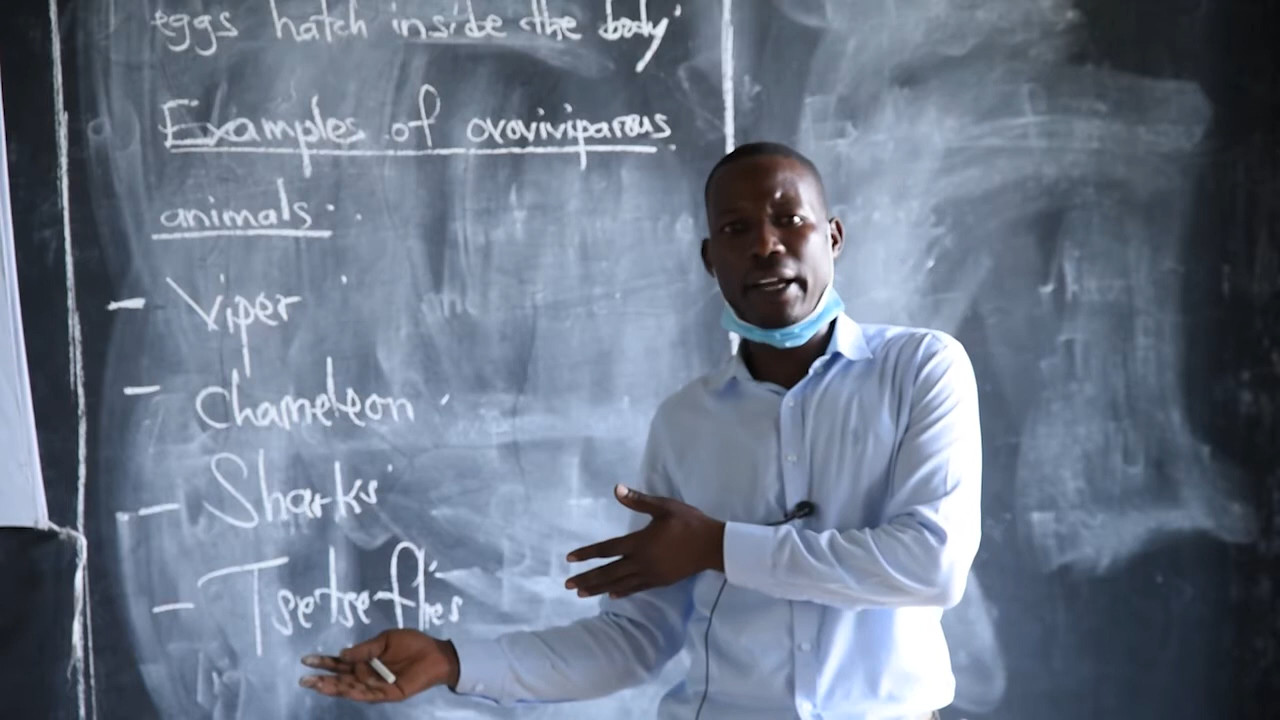 eggs hatch inside the body
Examples of ovoviviparous
animals.
- Viper
- Chameleon
- Sharks
- Tsetse flies